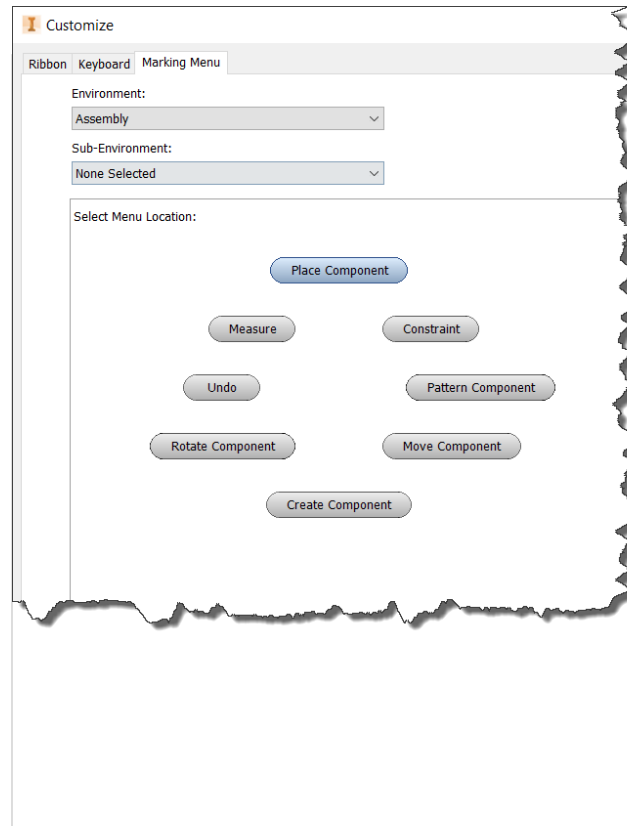 Customize
Ribbon Keyboard Marking Menu
Environment:
Assembly
Sub-Environment:
None Selected
Select Menu Location:
Place Component
Measure Constraint
Undo Pattern Component
Rotate Component Move Component
Create Component